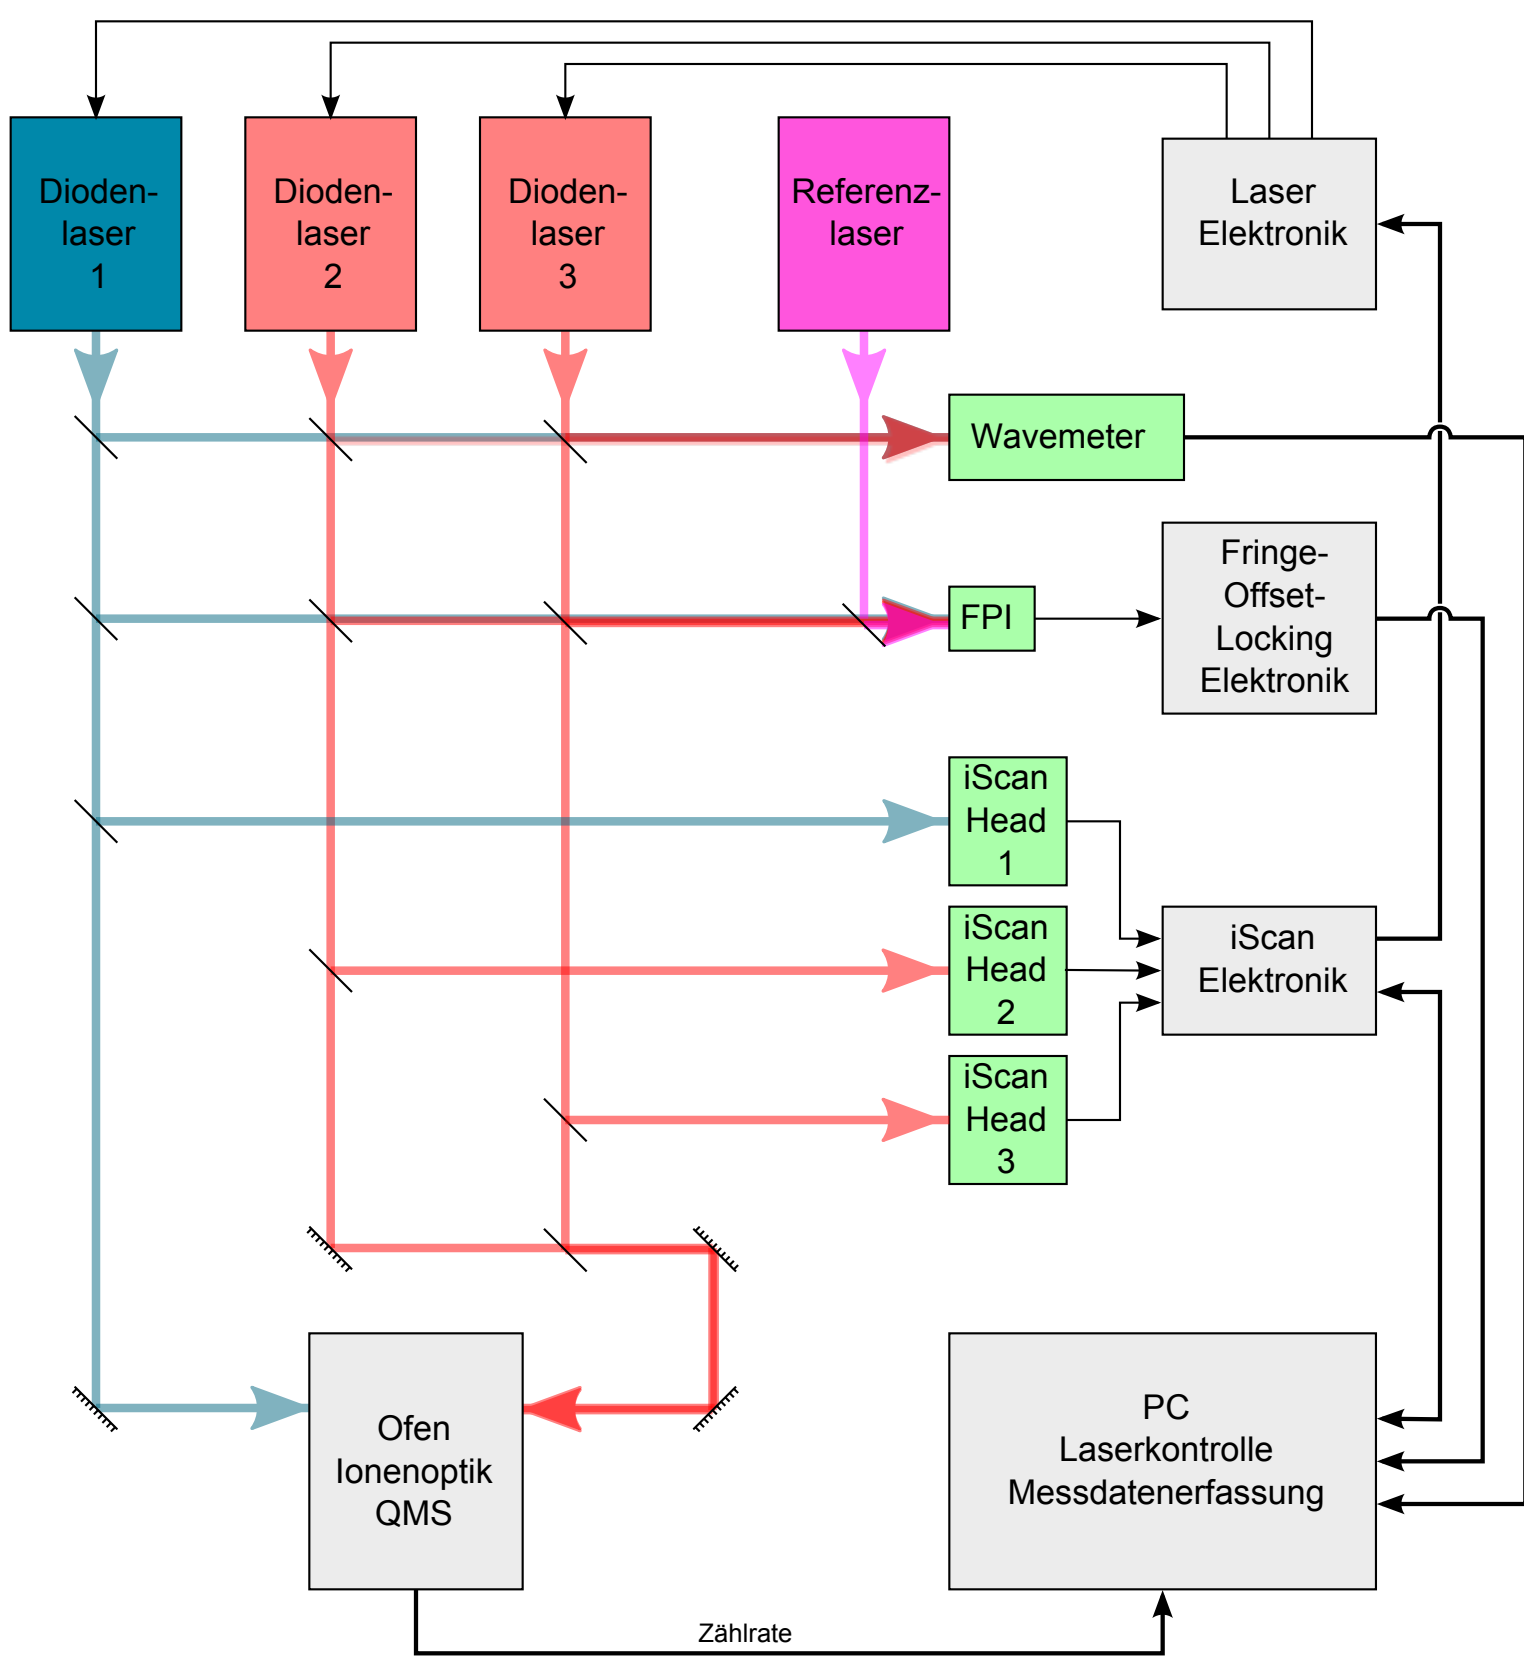 Dioden-
laser
1
Dioden-
laser
2
Dioden-
laser
3
Referenz-
laser
Laser
Elektronik
Wavemeter
Fringe-
Offset-
Locking
Elektronik
FPI
iScan
Head
1
iScan
Head
2
iScan
Elektronik
iScan
Head
3
Ofen
Ionenoptik
QMS
PC
Laserkontrolle
Messdatenerfassung
Zählrate